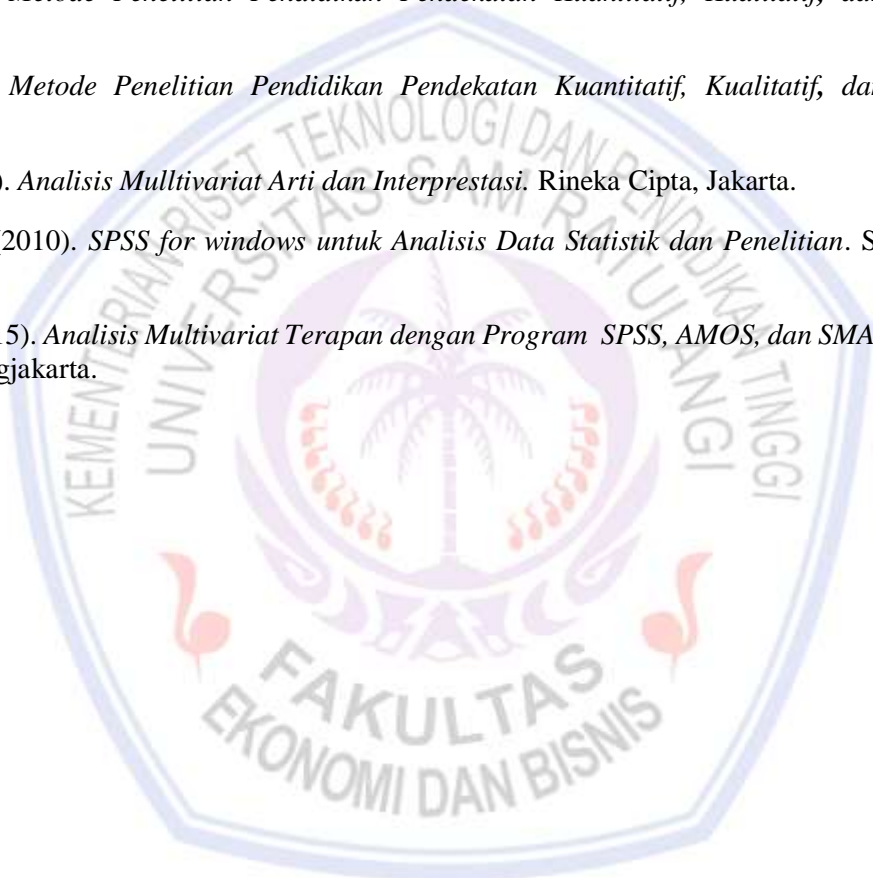 Metode Penelitian Pendidikan Pendekatan Kuantitatif, Kualitatif, dan
Metode Penelitian Pendidikan Pendekatan Kuantitatif, Kualitatif, dan
). Analisis Mulltivariat Arti dan Interprestasi. Rineka Cipta, Jakarta.
(2010). SPSS for windows untuk Analisis Data Statistik dan Penelitian. S
15). Analisis Multivariat Terapan dengan Program SPSS, AMOS, dan SMA
gjakarta.
KEMENTERIAN RISET TEKNOLOGI DAN PENDIDIKAN TINGGI
UNIVERSITAS SAM RATULANGI
FAKULTAS
EKONOMI DAN BISNIS